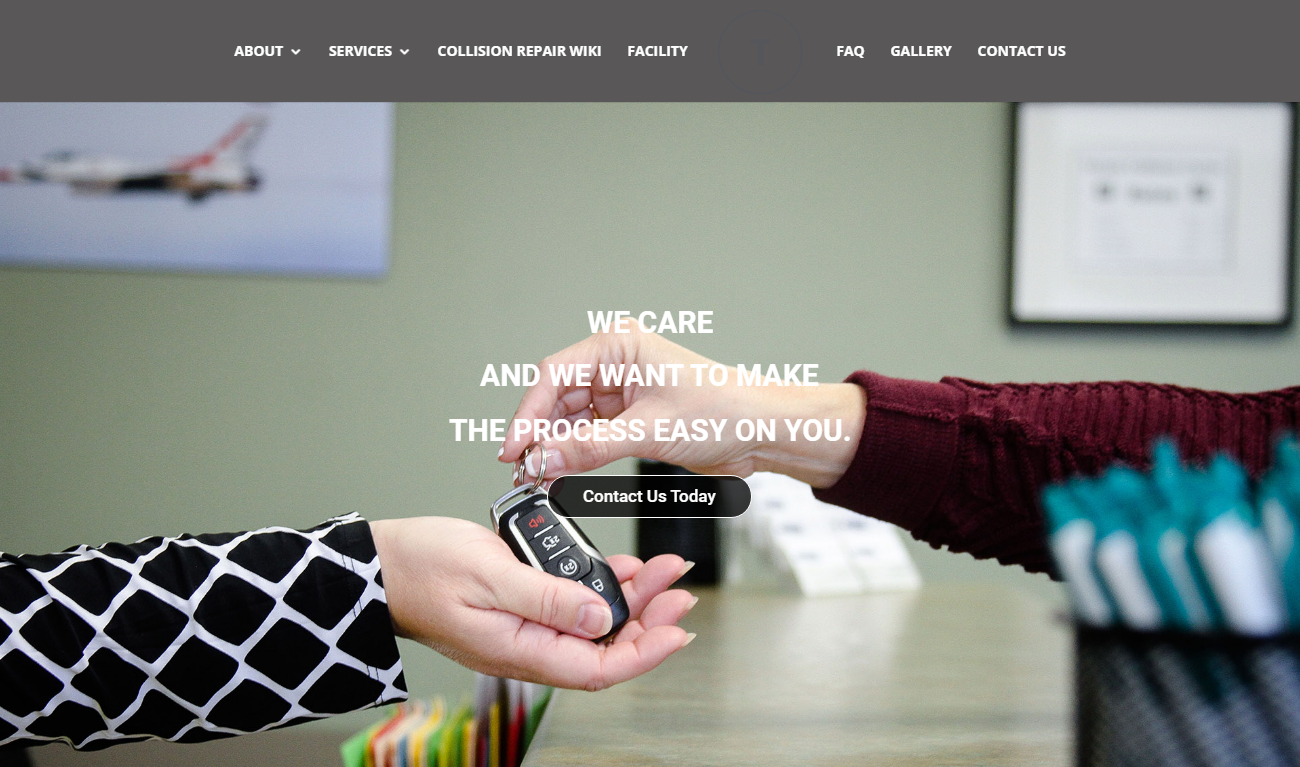 ABOUT
SERVICES
COLLISION REPAIR WIKI
FACILITY
FAQ
GALLERY
CONTACT US
WE CARE
AND WE WANT TO MAKE
THE PROCESS EASY ON YOU.
Contact Us Today